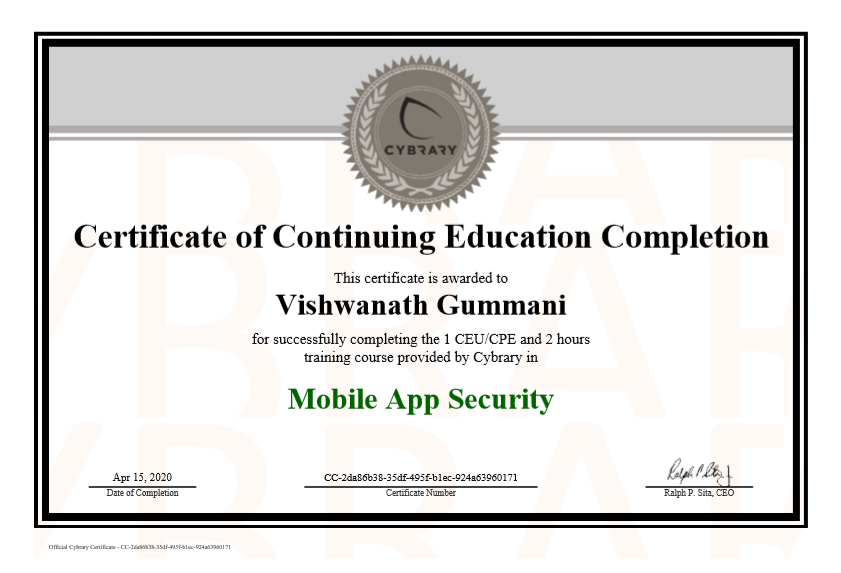 CYBRARY
Certificate of Continuing Education Completion
This certificate is awarded to
Vishwanath Gummani
for successfully completing the 1 CEU/CPE and 2 hours
training course provided by Cybrary in
Mobile App Security
Apr 15, 2020
CC-2da86b38-35df-495f-b1ec-924a63960171
Date of Completion
Certificate Number
Ralph P. Sita, CEO
Official Cybrary Certificate - CC-2da86b38-35df-495f-b1ec-924a63960171